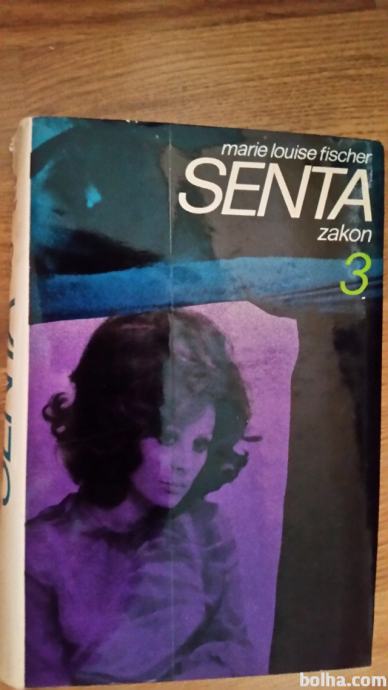 marie louise fischer
SENTA
zakon
3
SENTA
bolha.com